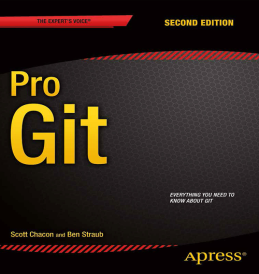 THE EXPERT'S VOICE®
SECOND EDITION
Pro
Git
EVERYTHING YOU NEED TO
KNOW ABOUT GIT
Scott Chacon and Ben Straub
Apress®